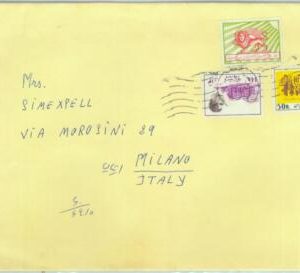 Mrs.
SIMEXPELL
VIA MOROSINI 89
MILANO
ITALY